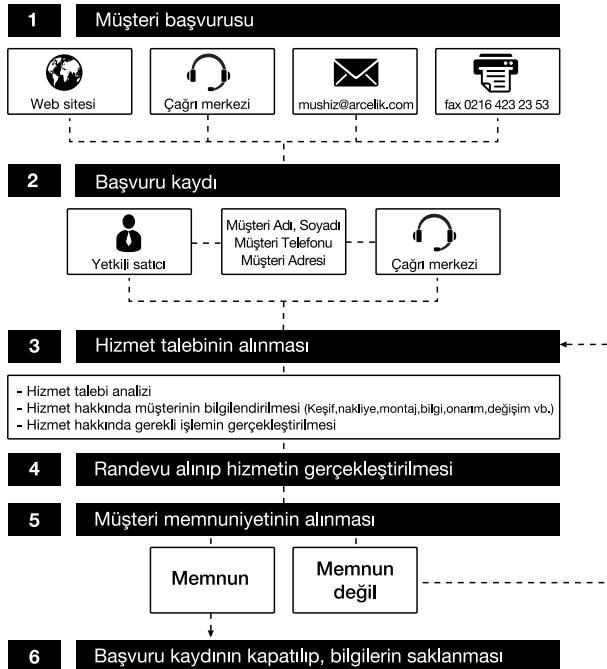 1 Müşteri başvurusu
Web sitesi
Çağrı merkezi
mushiz@arcelik.com
fax 0216 423 23 53
2 Başvuru kaydı
Yetkili satıcı
Müşteri Adı, Soyadı
Müşteri Telefonu
Müşteri Adresi
Çağrı merkezi
3 Hizmet talebinin alınması
- Hizmet talebi analizi
- Hizmet hakkında müşterinin bilgilendirilmesi (Keşif,nakliye,montaj,bilgi,onarım,değişim vb.)
- Hizmet hakkında gerekli işlemin gerçekleştirilmesi
4 Randevu alınıp hizmetin gerçekleştirilmesi
5 Müşteri memnuniyetinin alınması
Memnun
Memnun
değil
6 Başvuru kaydının kapatılıp, bilgilerin saklanması